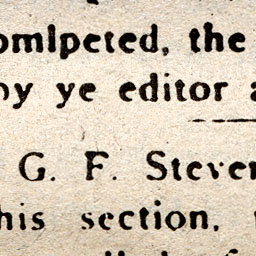 omlpeted, the
by ye editor
G. F. Steve
his section,